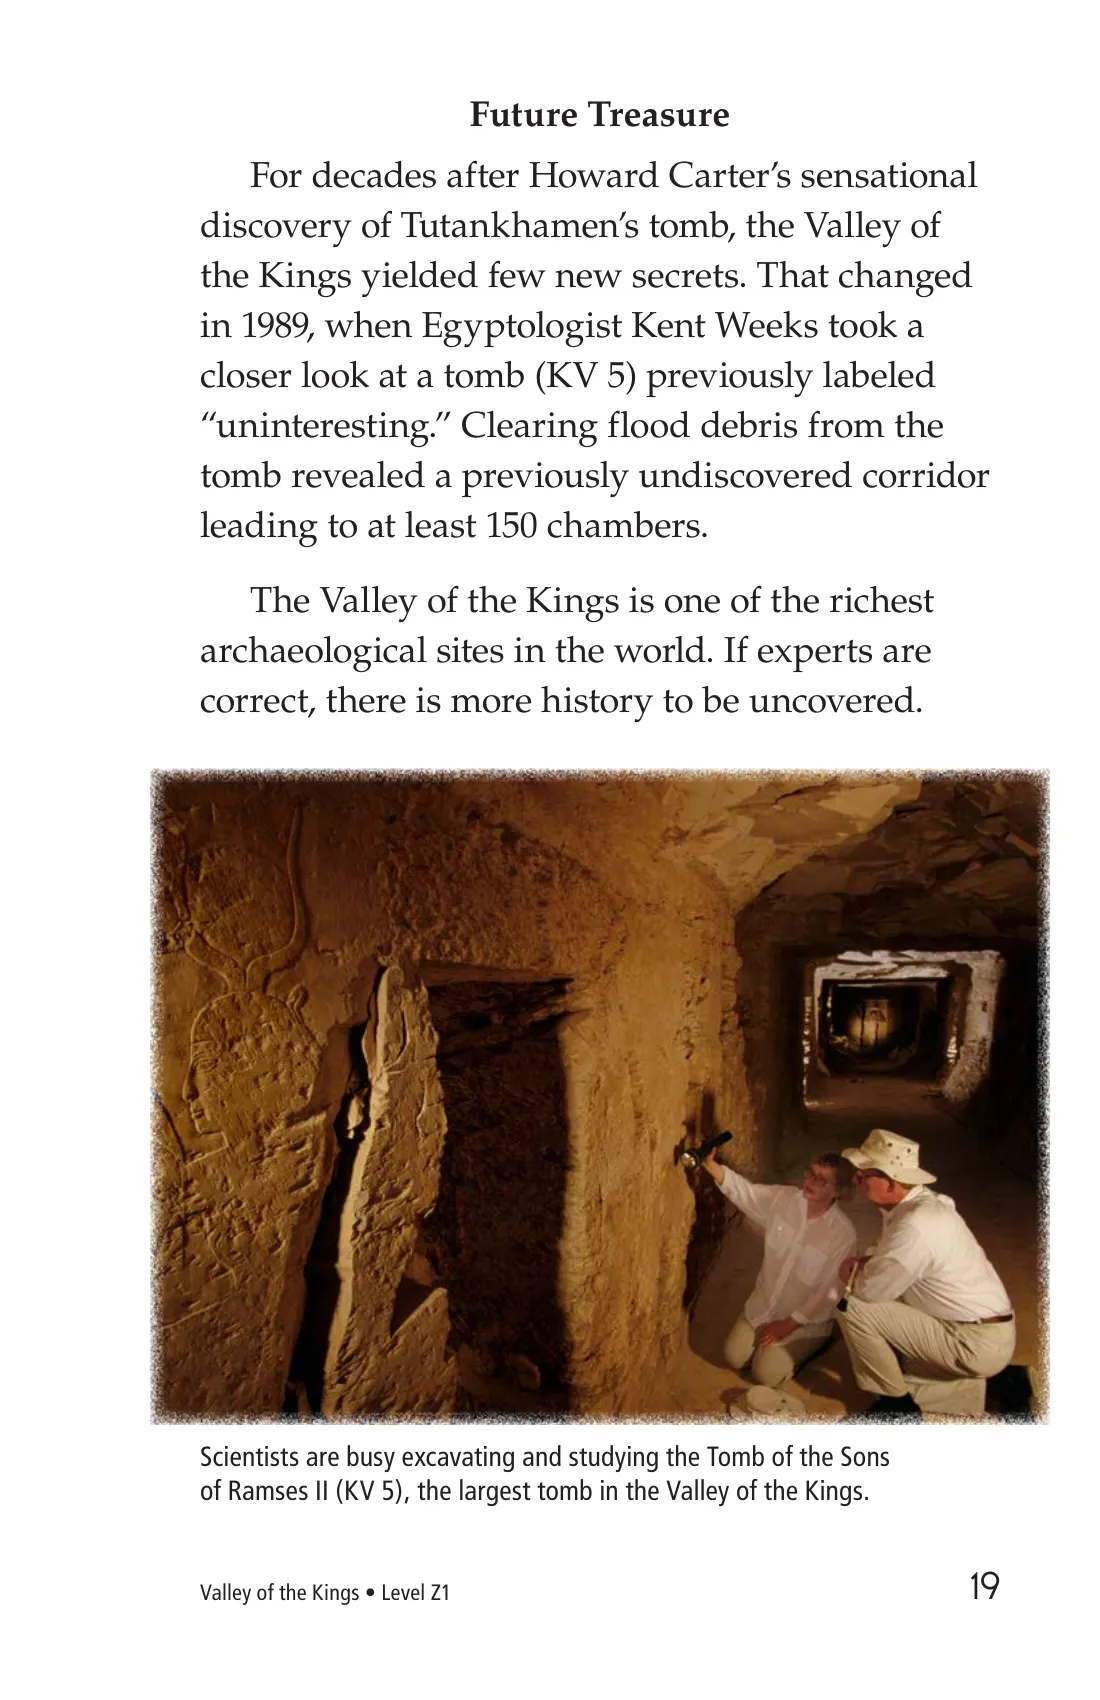 Future Treasure
For decades after Howard Carter’s sensational
discovery of Tutankhamen’s tomb, the Valley of
the Kings yielded few new secrets. That changed
in 1989, when Egyptologist Kent Weeks took a
closer look at a tomb (KV 5) previously labeled
“uninteresting.” Clearing flood debris from the
tomb revealed a previously undiscovered corridor
leading to at least 150 chambers.
The Valley of the Kings is one of the richest
archaeological sites in the world. If experts are
correct, there is more history to be uncovered.
Scientists are busy excavating and studying the Tomb of the Sons
of Ramses II (KV 5), the largest tomb in the Valley of the Kings.
Valley of the Kings • Level Z1
19